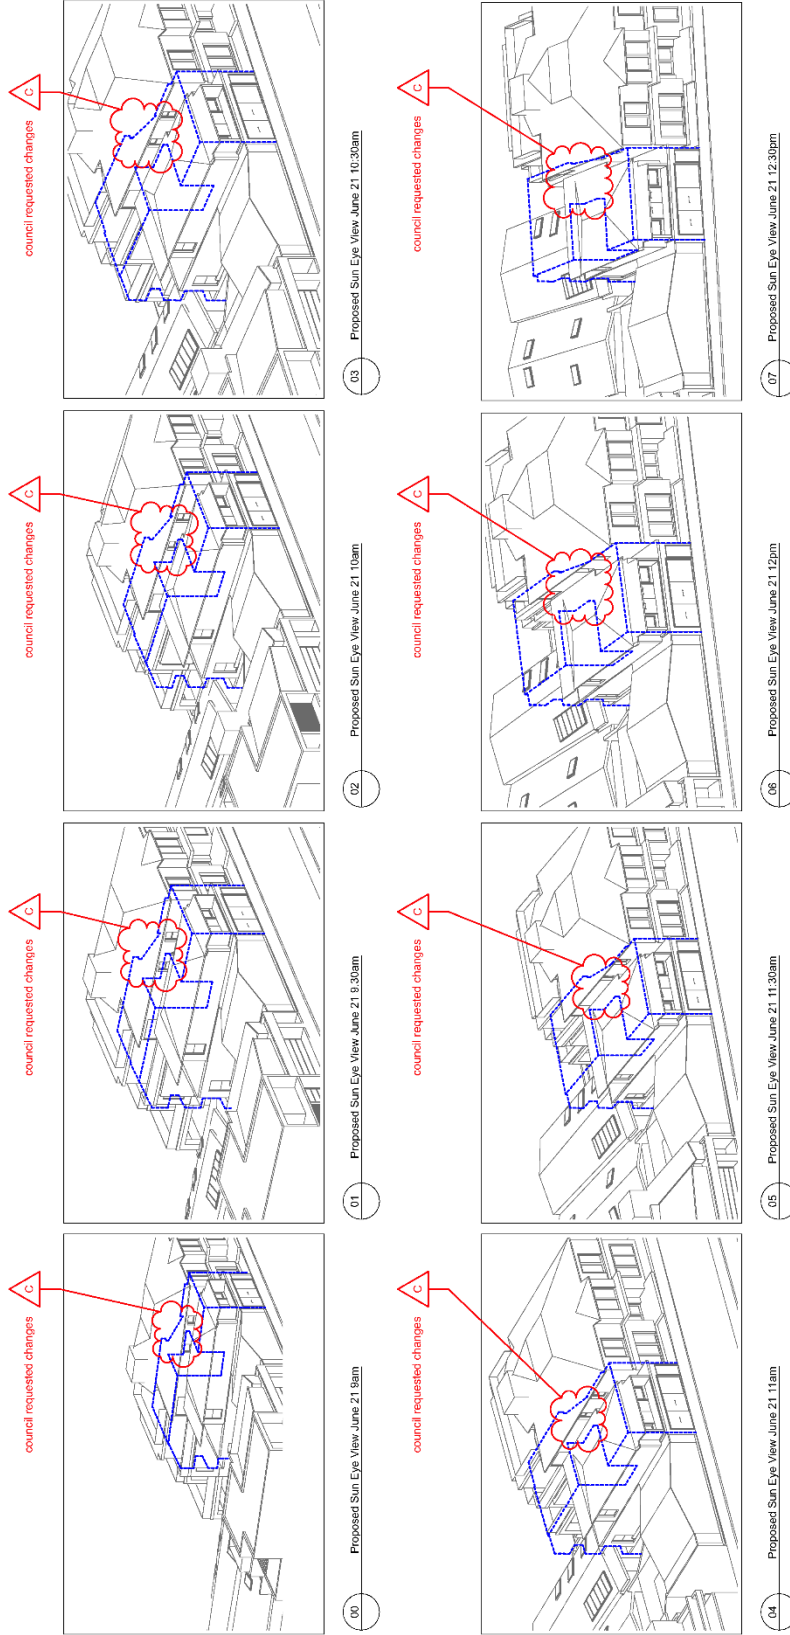 C
council requested changes
00
Proposed Sun Eye View June 21 9am
C
council requested changes
01
Proposed Sun Eye View June 21 9.30am
C
council requested changes
02
Proposed Sun Eye View June 21 10am
C
council requested changes
03
Proposed Sun Eye View June 21 10:30am
C
council requested changes
04
Proposed Sun Eye View June 21 11am
C
council requested changes
05
Proposed Sun Eye View June 21 11:30am
C
council requested changes
06
Proposed Sun Eye View June 21 12pm
C
council requested changes
07
Proposed Sun Eye View June 21 12:30pm